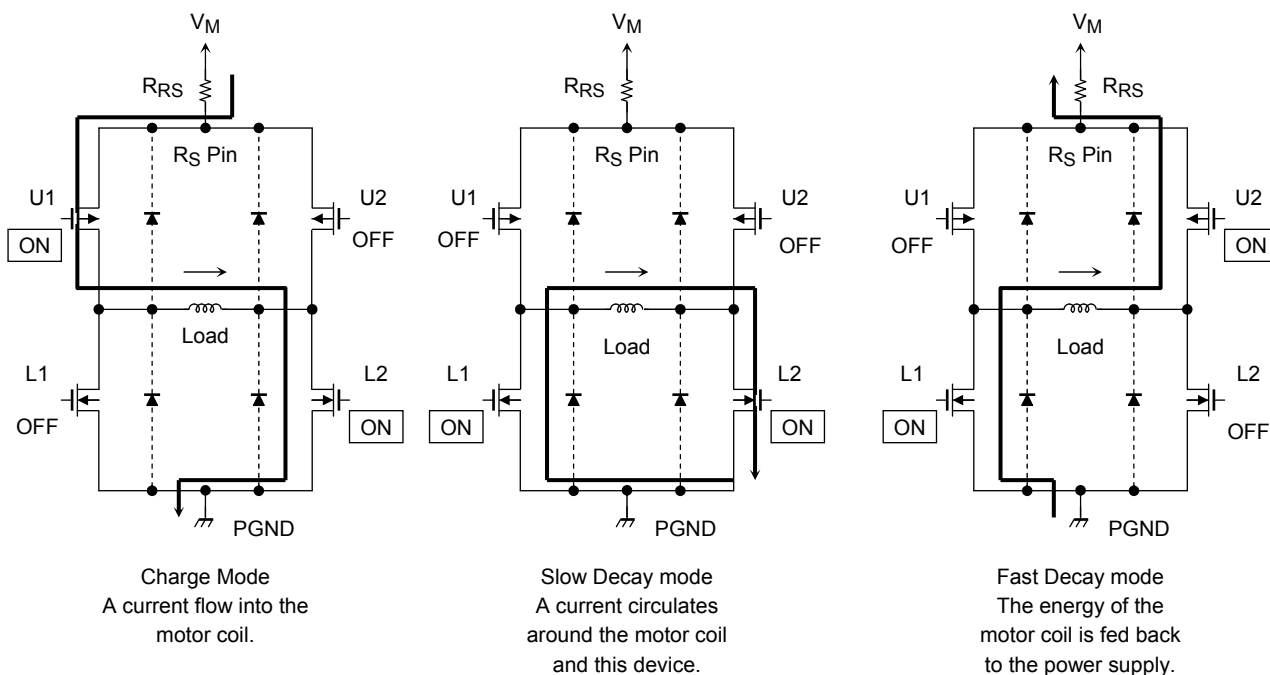 VM
RRS
RS Pin
U1
ON
U2
OFF
Load
L1
OFF
L2
ON
PGND
Charge Mode
A current flow into the
motor coil.
VM
RRS
RS Pin
U1
OFF
U2
OFF
Load
L1
ON
L2
ON
PGND
Slow Decay mode
A current circulates
around the motor coil
and this device.
VM
RRS
RS Pin
U1
OFF
U2
ON
Load
L1
ON
L2
OFF
PGND
Fast Decay mode
The energy of the
motor coil is fed back
to the power supply.